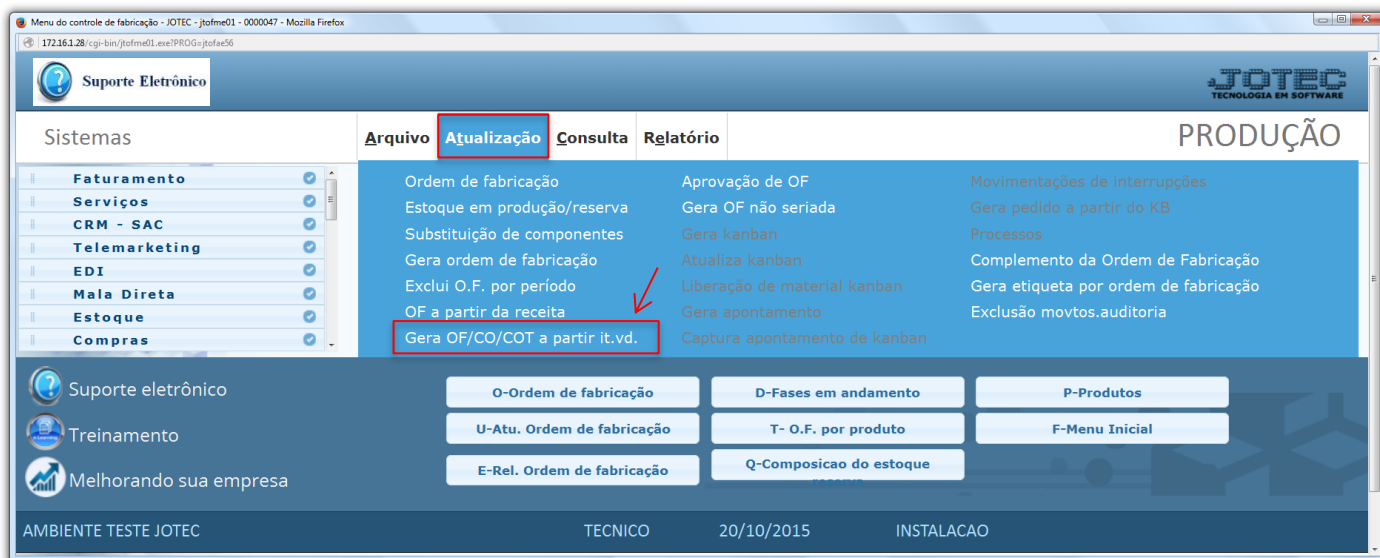 Menu do controle de fabricação - JOTEC - jtofme01 - 0000047 - Mozilla Firefox
172.16.1.28/cgi-bin/jtofme01.exe?PROG=jtofae56
Suporte Eletrônico
JOTEC
TECNOLOGIA EM SOFTWARE
Sistemas
Arquivo Atualização Consulta Relatório
PRODUÇÃO
Faturamento
Serviços
CRM - SAC
Telemarketing
EDI
Mala Direta
Estoque
Compras
Ordem de fabricação
Estoque em produção/reserva
Substituição de componentes
Gera ordem de fabricação
Exclui O.F. por período
OF a partir da receita
Gera OF/CO/COT a partir it.vd.
Aprovação de OF
Gera OF não seriada
Gera kanban
Atualiza kanban
Liberação de material kanban
Gera apontamento
Captura apontamento de kanban
Movimentações de interrupções
Gera pedido a partir do KB
Processos
Complemento da Ordem de Fabricação
Gera etiqueta por ordem de fabricação
Exclusão movtos.auditoria
Suporte eletrônico
Treinamento
Melhorando sua empresa
O-Ordem de fabricação
D-Fases em andamento
P-Produtos
U-Atu. Ordem de fabricação
T- O.F. por produto
F-Menu Inicial
E-Rel. Ordem de fabricação
Q-Composicao do estoque
reserva
AMBIENTE TESTE JOTEC TECNICO 20/10/2015 INSTALACAO